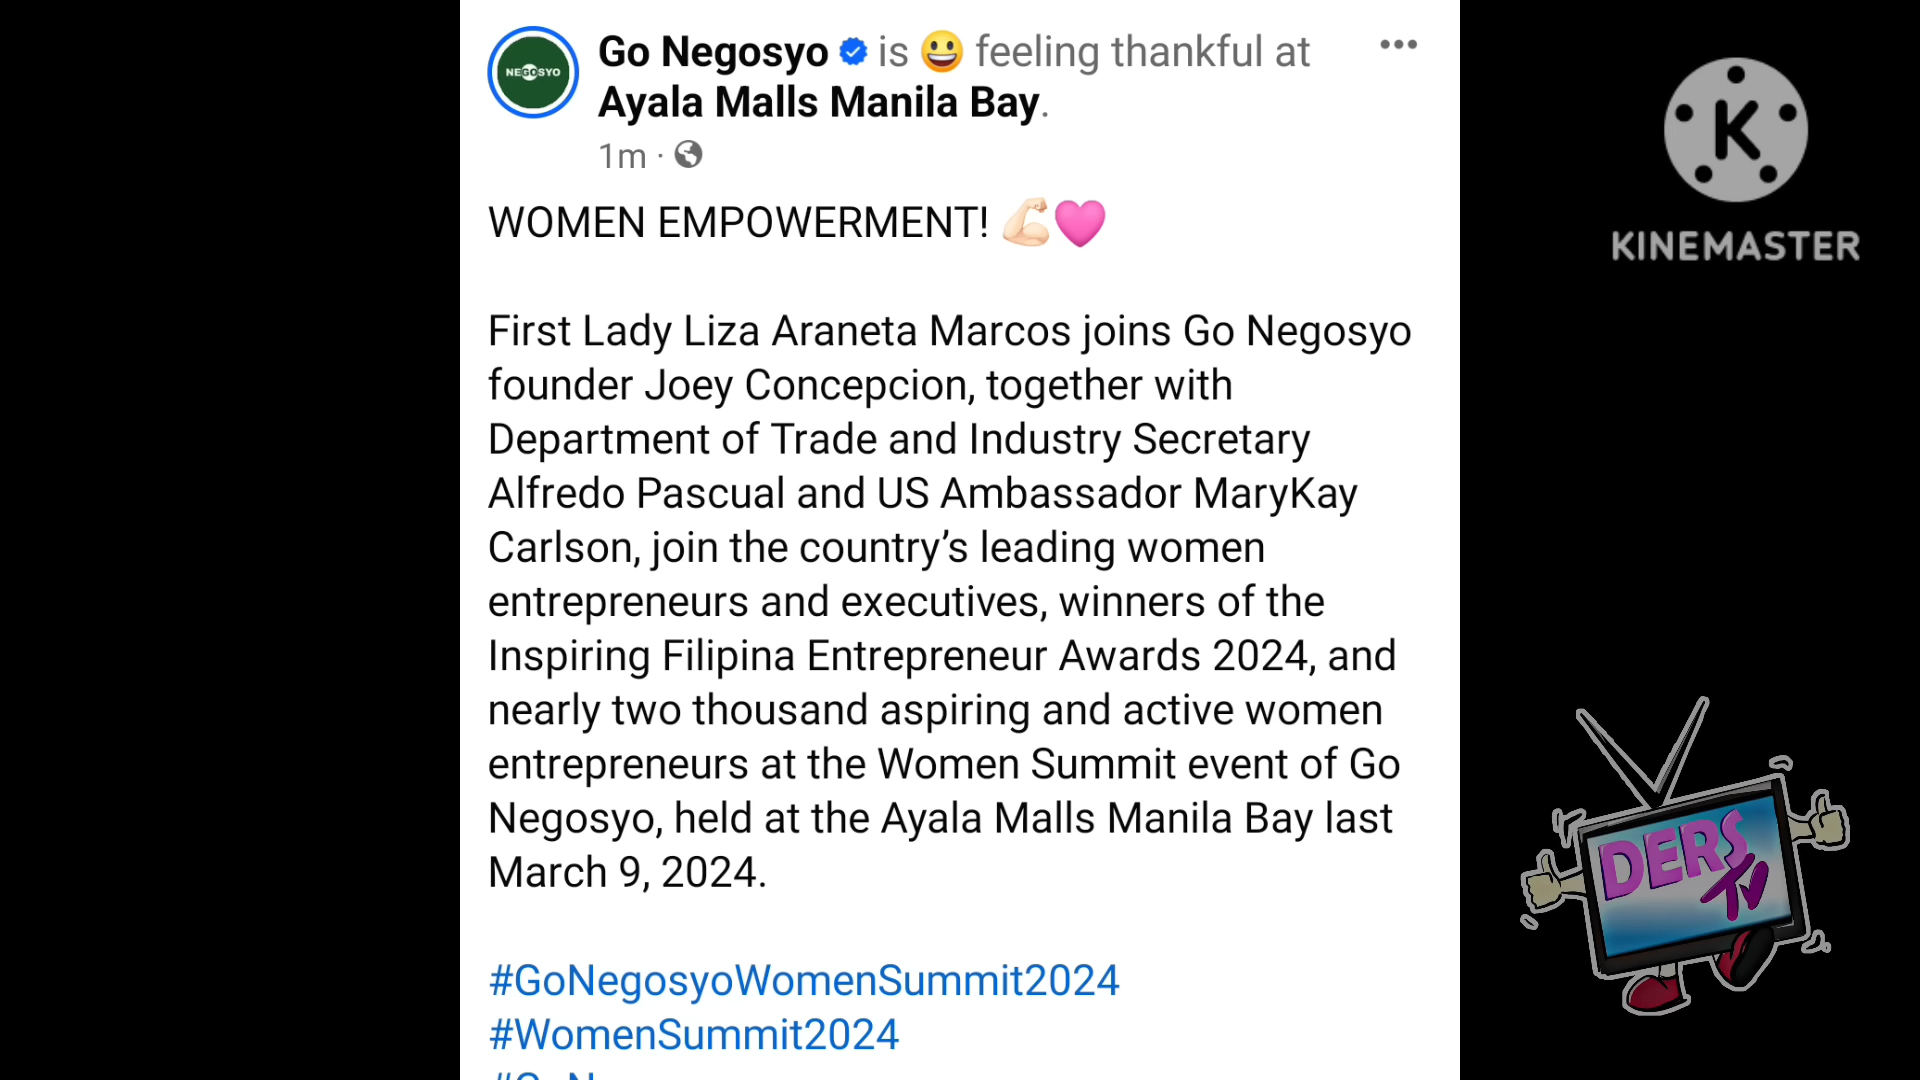 NEGOSYO
Go Negosyo is 😀 feeling thankful at
Ayala Malls Manila Bay.
1m ·
WOMEN EMPOWERMENT! 💪🏻🩷
First Lady Liza Araneta Marcos joins Go Negosyo
founder Joey Concepcion, together with
Department of Trade and Industry Secretary
Alfredo Pascual and US Ambassador MaryKay
Carlson, join the country’s leading women
entrepreneurs and executives, winners of the
Inspiring Filipina Entrepreneur Awards 2024, and
nearly two thousand aspiring and active women
entrepreneurs at the Women Summit event of Go
Negosyo, held at the Ayala Malls Manila Bay last
March 9, 2024.
#GoNegosyoWomenSummit2024
#WomenSummit2024
K
KINEMASTER
DERS
TV